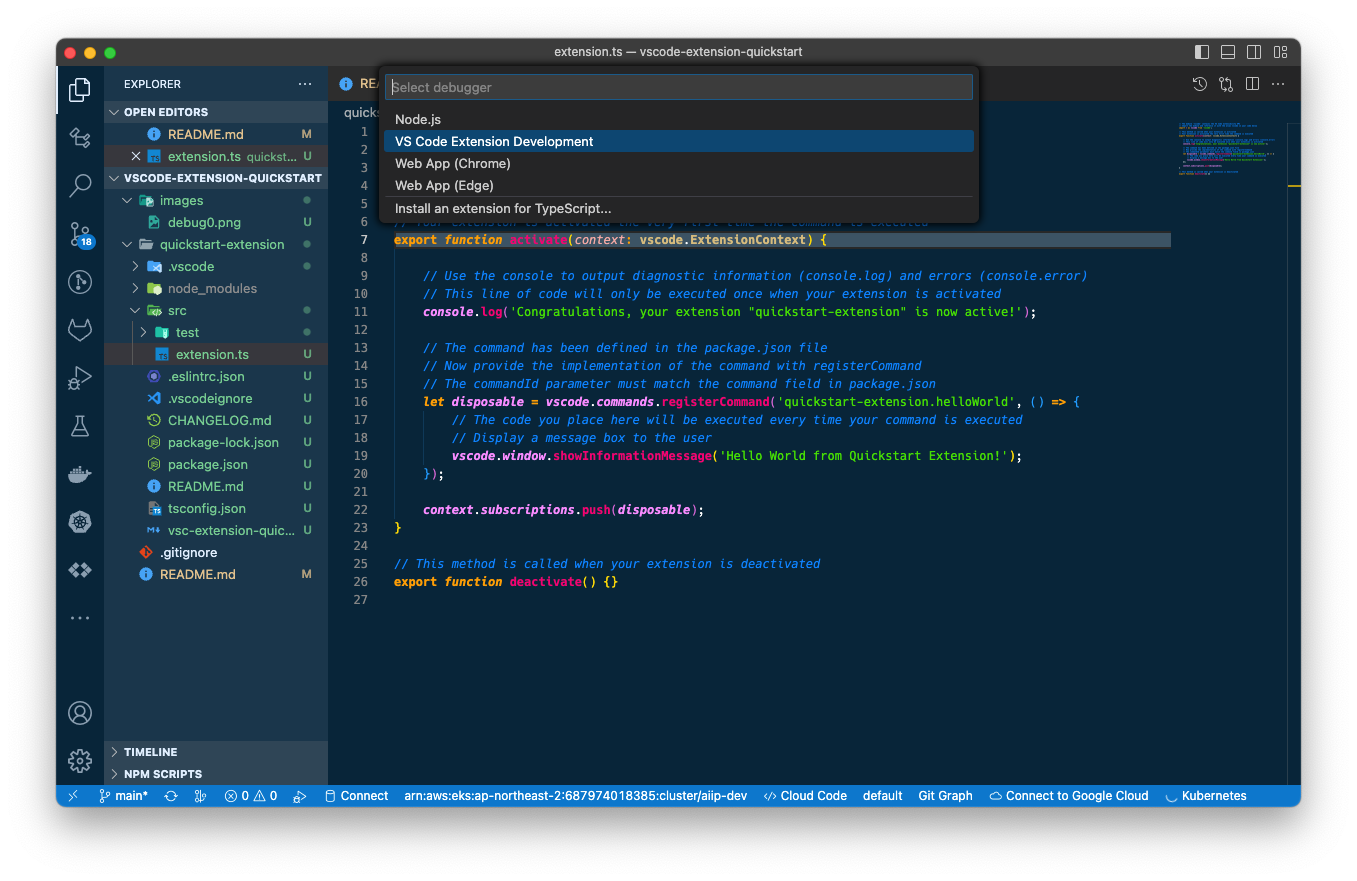 extension.ts — vscode-extension-quickstart
EXPLORER
OPEN EDITORS
README.md M
extension.ts quickst... U
VSCODE-EXTENSION-QUICKSTART
images
debug0.png U
quickstart-extension
.vscode
node_modules
src
test
extension.ts U
.eslintrc.json U
.vscodeignore U
CHANGELOG.md U
package-lock.json U
package.json U
README.md U
tsconfig.json U
vsc-extension-quic... U
.gitignore
README.md M
TIMELINE
NPM SCRIPTS
18
Select debugger
Node.js
VS Code Extension Development
Web App (Chrome)
Web App (Edge)
Install an extension for TypeScript...
1
2
3
4
5
6 // Your extension is activated the very first time the command is executed
7 export function activate(context: vscode.ExtensionContext) {
8
9 // Use the console to output diagnostic information (console.log) and errors (console.error)
10 // This line of code will only be executed once when your extension is activated
11 console.log('Congratulations, your extension "quickstart-extension" is now active!');
12
13 // The command has been defined in the package.json file
14 // Now provide the implementation of the command with registerCommand
15 // The commandId parameter must match the command field in package.json
16 let disposable = vscode.commands.registerCommand('quickstart-extension.helloWorld', () => {
17 // The code you place here will be executed every time your command is executed
18 // Display a message box to the user
19 vscode.window.showInformationMessage('Hello World from Quickstart Extension!');
20 });
21
22 context.subscriptions.push(disposable);
23 }
24
25 // This method is called when your extension is deactivated
26 export function deactivate() {}
27
main* 0 0 Connect arn:aws:eks:ap-northeast-2:687974018385:cluster/aiip-dev Cloud Code default Git Graph Connect to Google Cloud Kubernetes